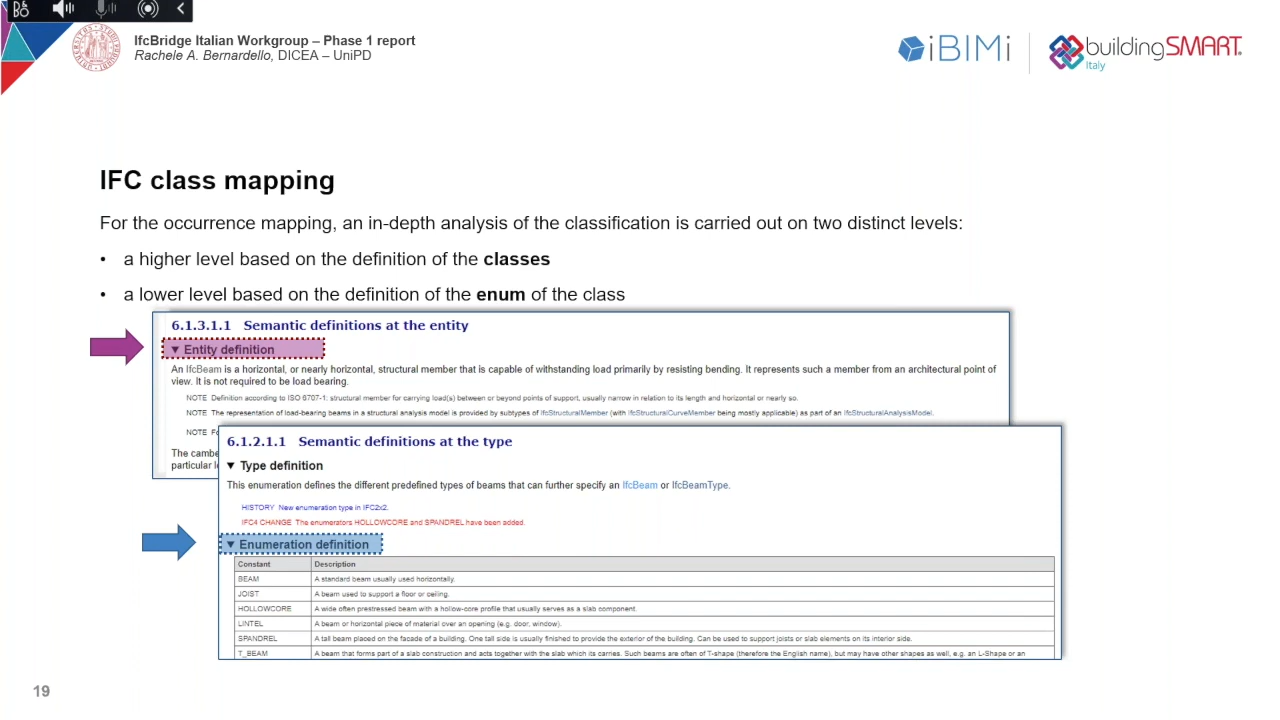 IfcBridge Italian Workgroup – Phase 1 report
Rachele A. Bernardello, DICEA – UniPD
iBIMi
buildingSMART
Italy
IFC class mapping
For the occurrence mapping, an in-depth analysis of the classification is carried out on two distinct levels:
• a higher level based on the definition of the classes
• a lower level based on the definition of the enum of the class
6.1.3.1.1 Semantic definitions at the entity
▼ Entity definition
An IfcBeam is a horizontal, or nearly horizontal, structural member that is capable of withstanding load primarily by resisting bending. It represents such a member from an architectural point of
view. It is not required to be load bearing.
NOTE Definition according to ISO 6707-1: structural member for carrying load(s) between or beyond points of support, usually narrow in relation to its length and horizontal or nearly so.
NOTE The representation of load-bearing beams in a structural analysis model is provided by subtypes of IfcStructuralMember (with IfcStructuralCurveMember being mostly applicable) as part of an IfcStructuralAnalysisModel.
NOTE
The
particular
6.1.2.1.1 Semantic definitions at the type
▼ Type definition
This enumeration defines the different predefined types of beams that can further specify an IfcBeam or IfcBeamType.
HISTORY New enumeration type in IFC2x2.
IFC4 CHANGE The enumerators HOLLOWCORE and SPANDREL have been added.
▼ Enumeration definition
Constant Description
BEAM A standard beam usually used horizontally.
JOIST A beam used to support a floor or ceiling.
HOLLOWCORE A wide often prestressed beam with a hollow-core profile that usually serves as a slab component.
LINTEL A beam or horizontal piece of material over an opening (e.g. door, window).
SPANDREL A tall beam placed on the facade of a building. One tall side is usually finished to provide the exterior of the building. Can be used to support joists or slab elements on its interior side.
T_BEAM A beam that forms part of a slab construction and acts together with the slab which its carries. Such beams are often of T-shape (therefore the English name), but may have other shapes as well, e.g. an L-Shape or an
19